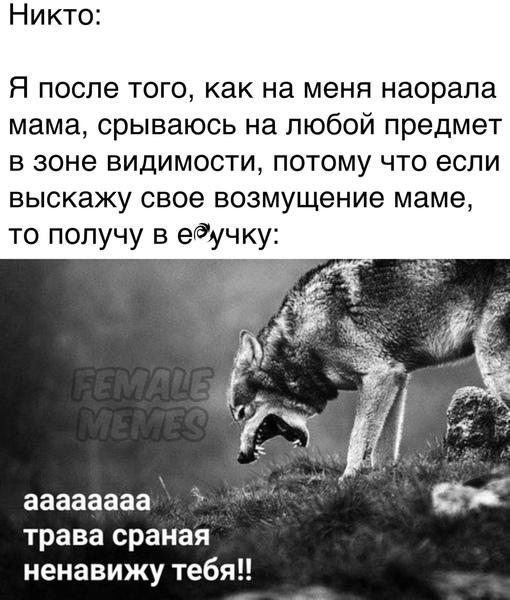 Никто:
Я после того, как на меня наорала
мама, срываюсь на любой предмет
в зоне видимости, потому что если
выскажу свое возмущение маме,
то получу в е учку:
FEMALE
MEMES
аааааааа
трава сраная
ненавижу тебя!!